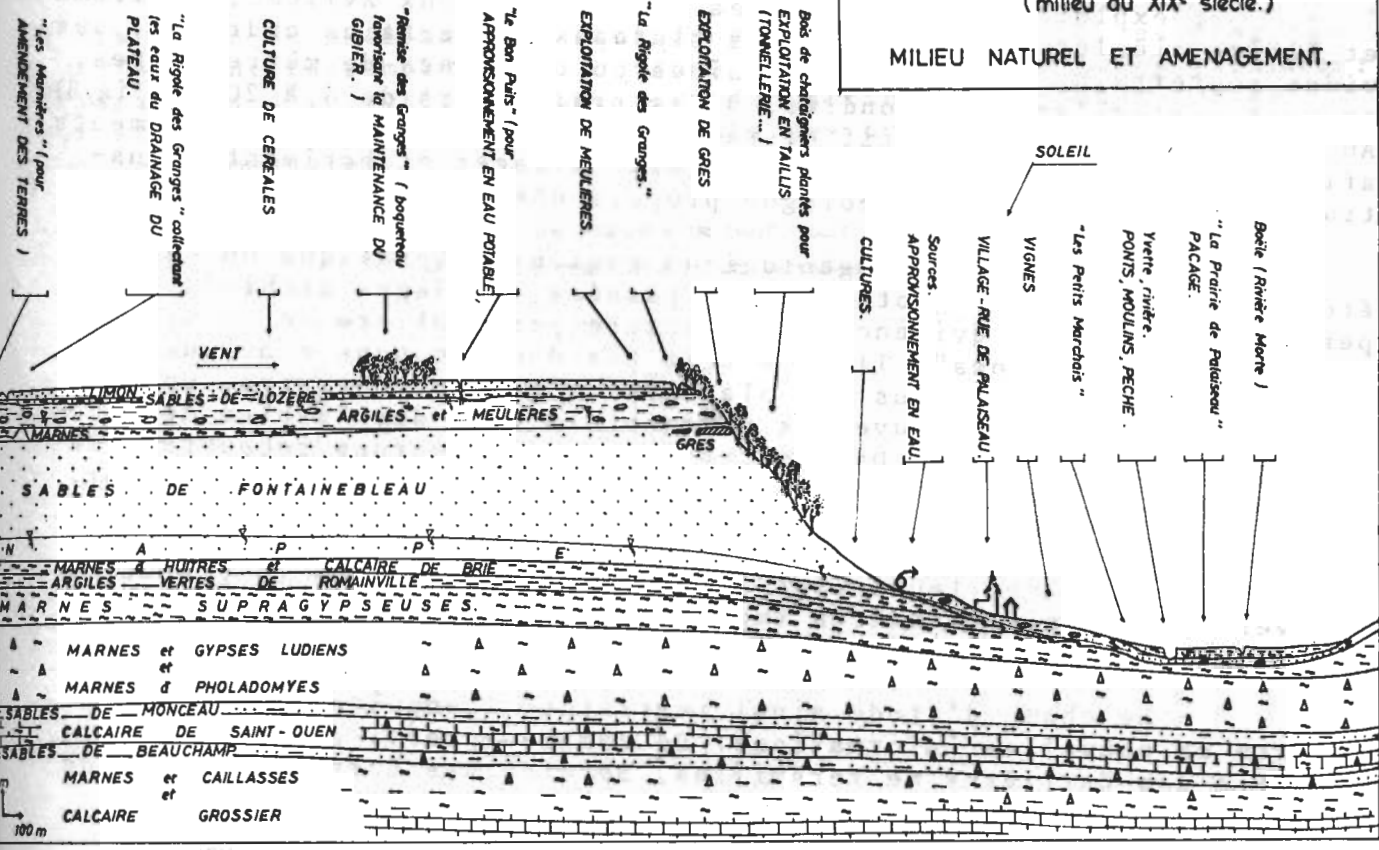 (milieu du XIXe siècle.)
MILIEU NATUREL ET AMENAGEMENT.
"Les Marnières" (pour
AMENDEMENT DES TERRES )
"La Rigole des Granges" collectant
les eaux du DRAINAGE DU
PLATEAU.
CULTURE DE CEREALES
"Remise des Granges" ( boqueteau
favorisant la MAINTENANCE DU
GIBIER.
"Le Bon Puits" (pour
APPROVISIONNEMENT EN EAU POTABLE)
EXPLOITATION DE MEULIÈRES.
"La Rigole des Granges."
EXPLOITATION DE GRES
Bois de chataîgniers plantés pour
EXPLOITATION EN TAILLIS
(TONNELLERIE...)
CULTURES.
Sources.
APPROVISIONNEMENT EN EAU.
VILLAGE-RUE DE PALAISEAU
SOLEIL
VIGNES
"Les Petits Marchais"
Yvette, rivière.
PONTS, MOULINS, PECHE.
"La Prairie de Palaiseau"
PACAGE.
Boële ( Rivière Morte )
VENT
LIMON
SABLES-DE-LOZERE
ARGILES et MEULIÈRES
MARNES
GRES
SABLES DE FONTAINEBLEAU
N A P P E
MARNES à HUITRES et CALCAIRE DE BRIE
ARGILES VERTES DE ROMAINVILLE
MARNES SUPRAGYPSEUSES.
MARNES et GYPSES LUDIENS
et
MARNES à PHOLADOMYES
SABLES DE MONCEAU
CALCAIRE DE SAINT-OUEN
SABLES DE BEAUCHAMP
MARNES et CAILLASSES
et
CALCAIRE GROSSIER
m
100 m